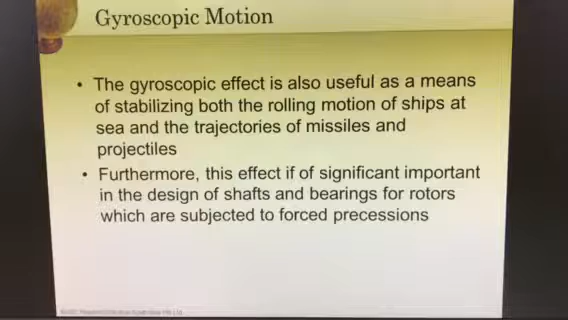 Gyroscopic Motion
• The gyroscopic effect is also useful as a means
of stabilizing both the rolling motion of ships at
sea and the trajectories of missiles and
projectiles
• Furthermore, this effect if of significant important
in the design of shafts and bearings for rotors
which are subjected to forced precessions